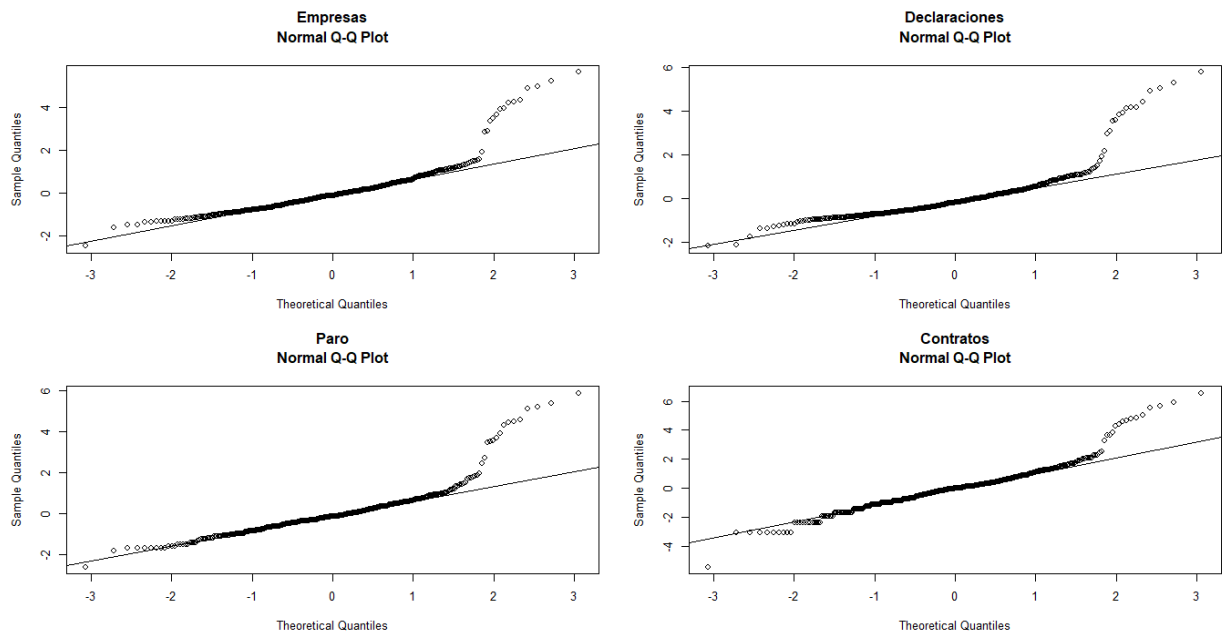 Empresas
Normal Q-Q Plot
Sample Quantiles
4
2
0
-2
-3 -2 -1 0 1 2 3
Theoretical Quantiles
Declaraciones
Normal Q-Q Plot
Sample Quantiles
6
4
2
0
-2
-3 -2 -1 0 1 2 3
Theoretical Quantiles
Paro
Normal Q-Q Plot
Sample Quantiles
6
4
2
0
-2
-3 -2 -1 0 1 2 3
Theoretical Quantiles
Contratos
Normal Q-Q Plot
Sample Quantiles
6
4
2
0
-2
-4
-3 -2 -1 0 1 2 3
Theoretical Quantiles